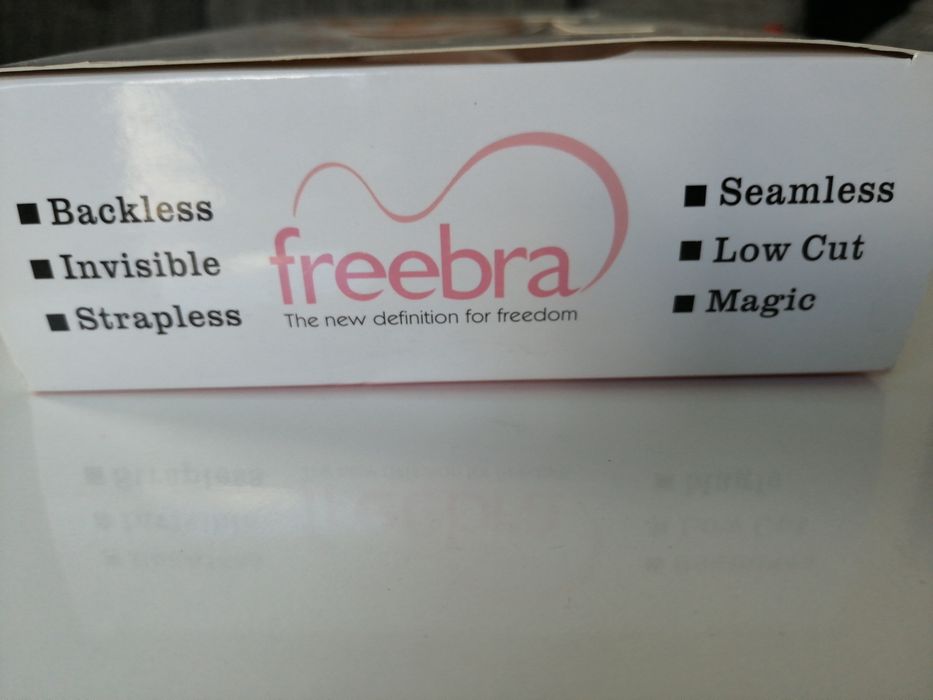 ■ Backless
■ Invisible
■ Strapless
freebra
The new definition for freedom
■ Seamless
■ Low Cut
■ Magic